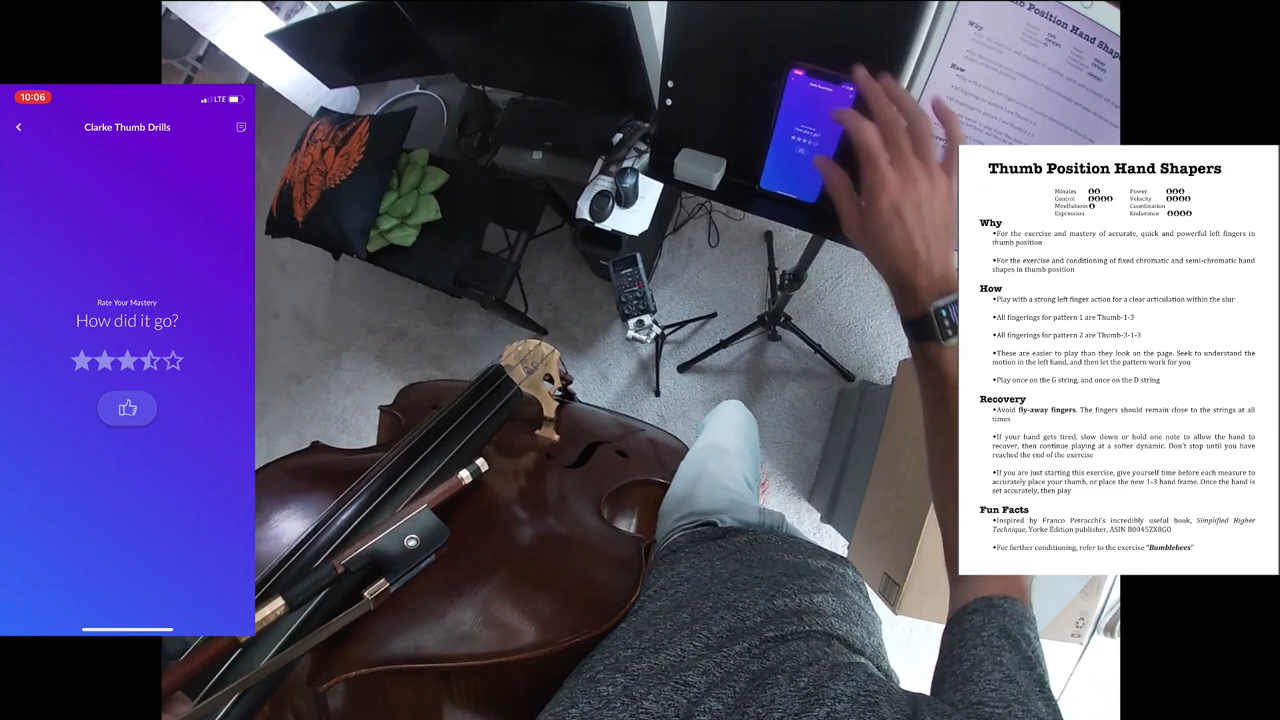 10:06
LTE
Clarke Thumb Drills
Rate Your Mastery
How did it go?
Thumb Position Hand Shapers
Minutes
Control
Mindfulness
Expression
Power
Velocity
Coordination
Endurance
Why
•For the exercise and mastery of accurate, quick and powerful left fingers in
thumb position
•For the exercise and conditioning of fixed chromatic and semi-chromatic hand
shapes in thumb position
How
•Play with a strong left finger action for a clear articulation within the slur
•All fingerings for pattern 1 are Thumb-1-3
•All fingerings for pattern 2 are Thumb-3-1-3
•These are easier to play than they look on the page. Seek to understand the
motion in the left hand, and then let the pattern work for you
•Play once on the G string, and once on the D string
Recovery
•Avoid fly-away fingers. The fingers should remain close to the strings at all
times
•If your hand gets tired, slow down or hold one note to allow the hand to
recover, then continue playing at a softer dynamic. Don't stop until you have
reached the end of the exercise
•If you are just starting this exercise, give yourself time before each measure to
accurately place your thumb, or place the new 1-3 hand frame. Once the hand is
set accurately, then play
Fun Facts
•Inspired by Franco Petracchi's incredibly useful book, Simplified Higher
Technique, Yorke Edition publisher, ASIN B0045ZX8GO
•For further conditioning, refer to the exercise "Bumblebees"